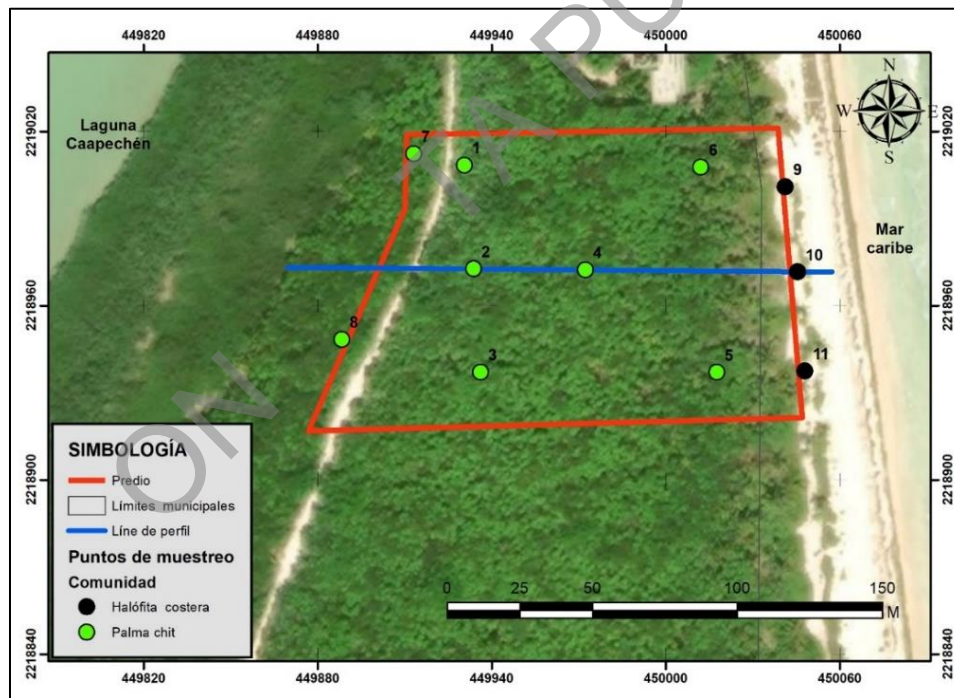 449820 449880 449940 450000 450060
N
W E
S
2219020 2219020
Laguna
Caapechén
7 1 6
9
Mar
caribe
2 4 10
2218960 2218960
8
3 5 11
SIMBOLOGÍA
Predio
Límites municipales
Líne de perfil
Puntos de muestreo
Comunidad
Halófita costera
Palma chit
2218900 2218900
0 25 50 100 150
M
2218840 2218840
449820 449880 449940 450000 450060